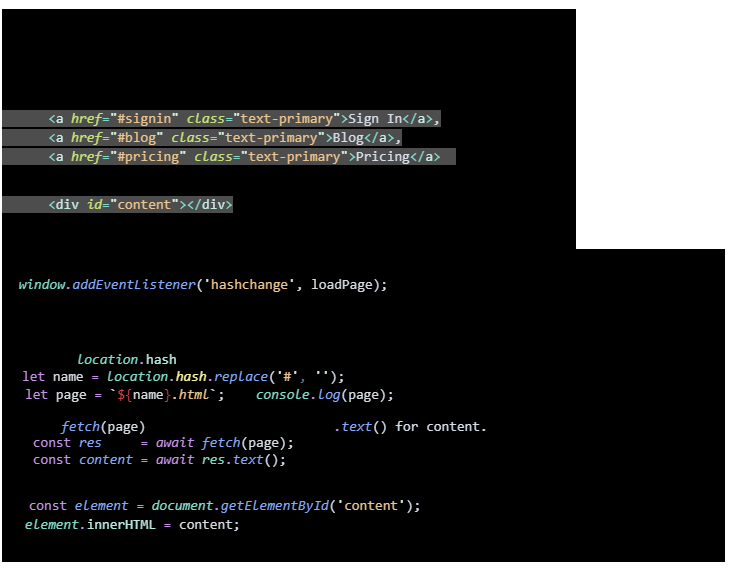 <a href="#signin" class="text-primary">Sign In</a>,
<a href="#blog" class="text-primary">Blog</a>,
<a href="#pricing" class="text-primary">Pricing</a>
<div id="content"></div>
window.addEventListener('hashchange', loadPage);
location.hash
let name = location.hash.replace('#', '');
let page = `${name}.html`; console.log(page);
fetch(page) .text() for content.
const res = await fetch(page);
const content = await res.text();
const element = document.getElementById('content');
element.innerHTML = content;